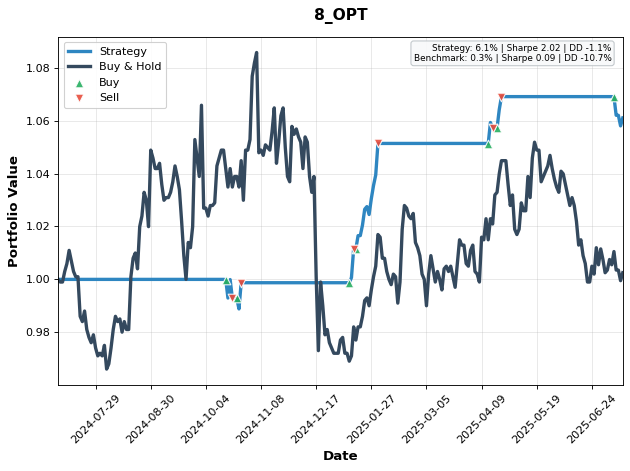 8_OPT
Strategy
Buy & Hold
Buy
Sell
Strategy: 6.1% | Sharpe 2.02 | DD -1.1%
Benchmark: 0.3% | Sharpe 0.09 | DD -10.7%
Portfolio Value
1.08
1.06
1.04
1.02
1.00
0.98
2024-07-29
2024-08-30
2024-10-04
2024-11-08
2024-12-17
2025-01-27
2025-03-05
2025-04-09
2025-05-19
2025-06-24
Date